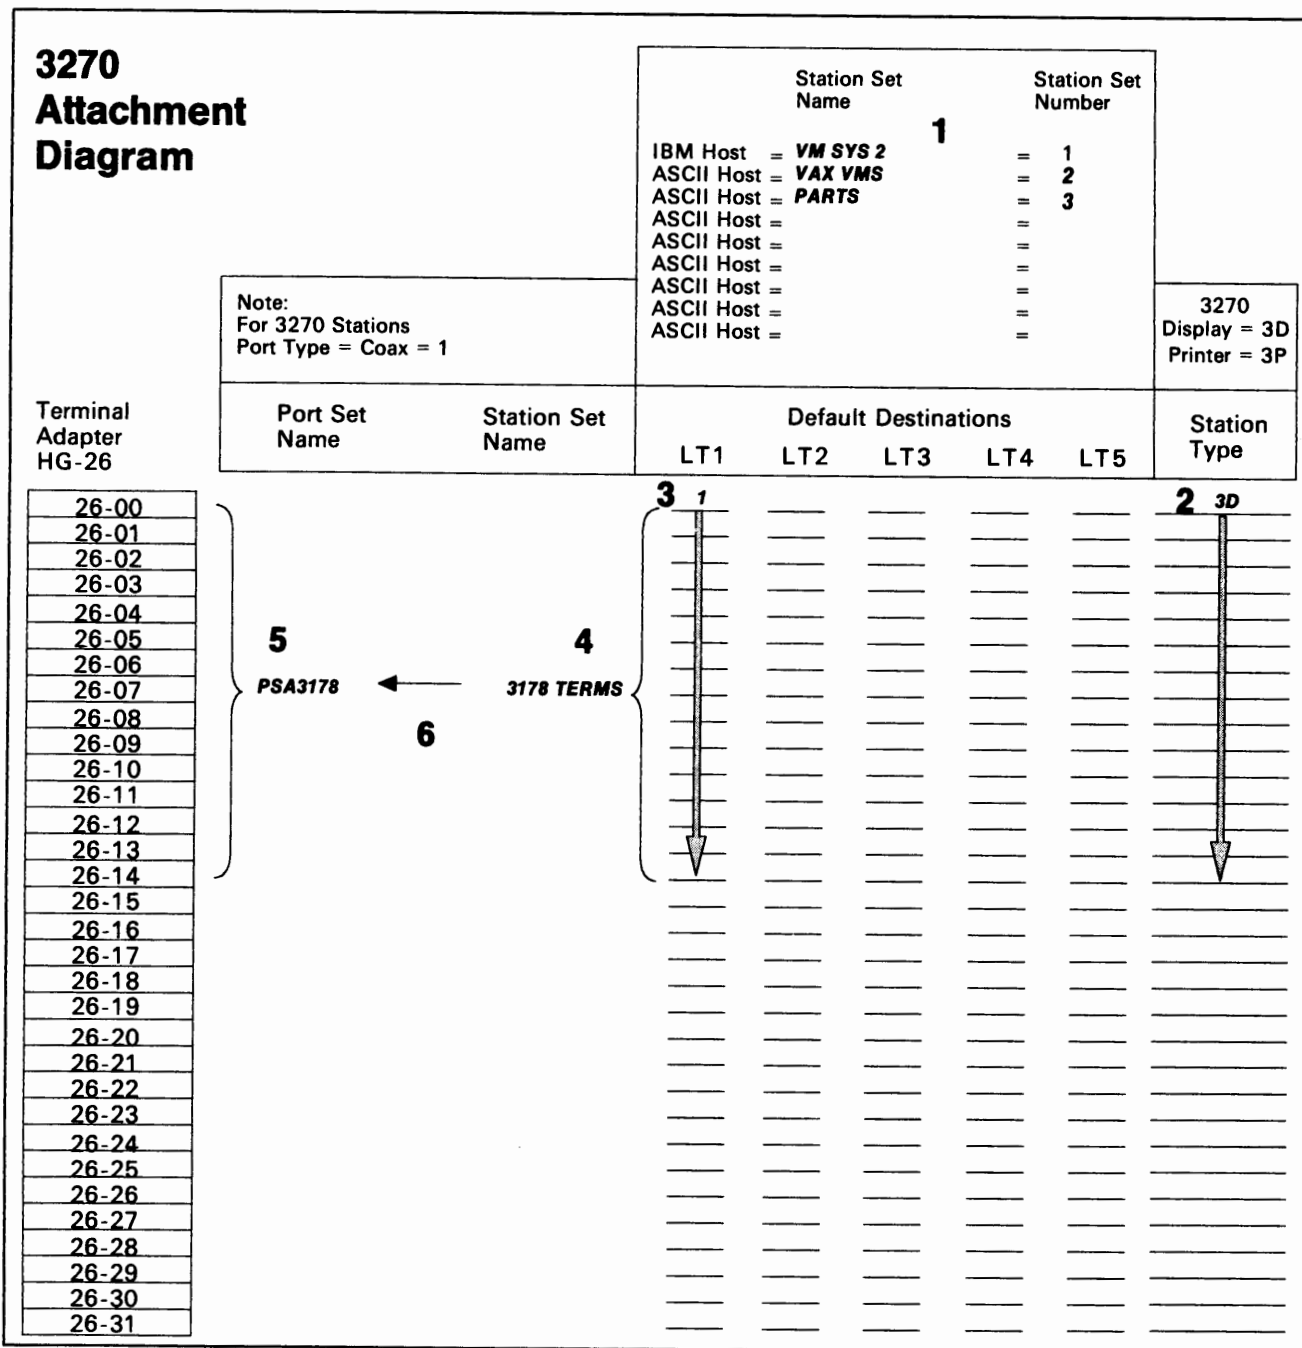 3270
Attachment
Diagram
Station Set Name
Station Set Number
1
IBM Host = VM SYS 2 = 1
ASCII Host = VAX VMS = 2
ASCII Host = PARTS = 3
ASCII Host = =
ASCII Host = =
ASCII Host = =
ASCII Host = =
ASCII Host = =
ASCII Host = =
Note:
For 3270 Stations
Port Type = Coax = 1
3270
Display = 3D
Printer = 3P
Terminal
Adapter
HG-26
Port Set
Name
Station Set
Name
Default Destinations
LT1 LT2 LT3 LT4 LT5
Station
Type
26-00
3 1
2 3D
26-01
26-02
26-03
26-04
26-05
5
4
26-06
26-07
PSA3178
3178 TERMS
26-08
26-09
6
26-10
26-11
26-12
26-13
26-14
26-15
26-16
26-17
26-18
26-19
26-20
26-21
26-22
26-23
26-24
26-25
26-26
26-27
26-28
26-29
26-30
26-31